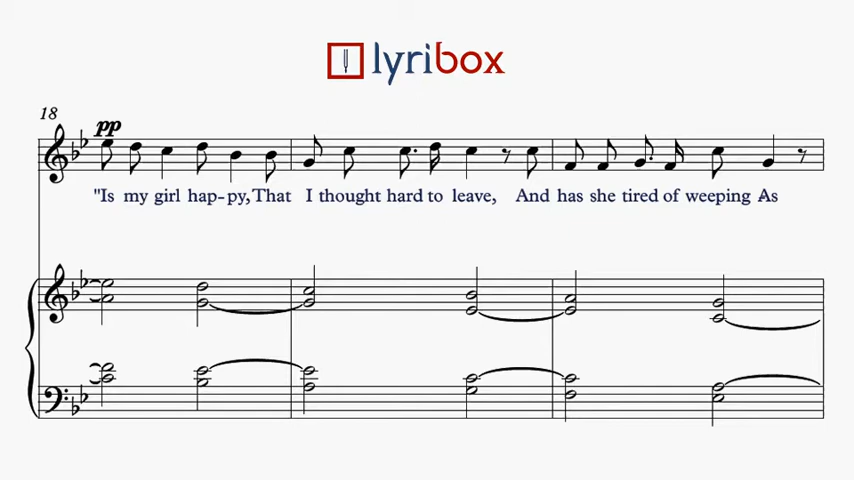 lyribox
18
pp
"Is my girl hap-py,That I thought hard to leave, And has she tired of weeping As